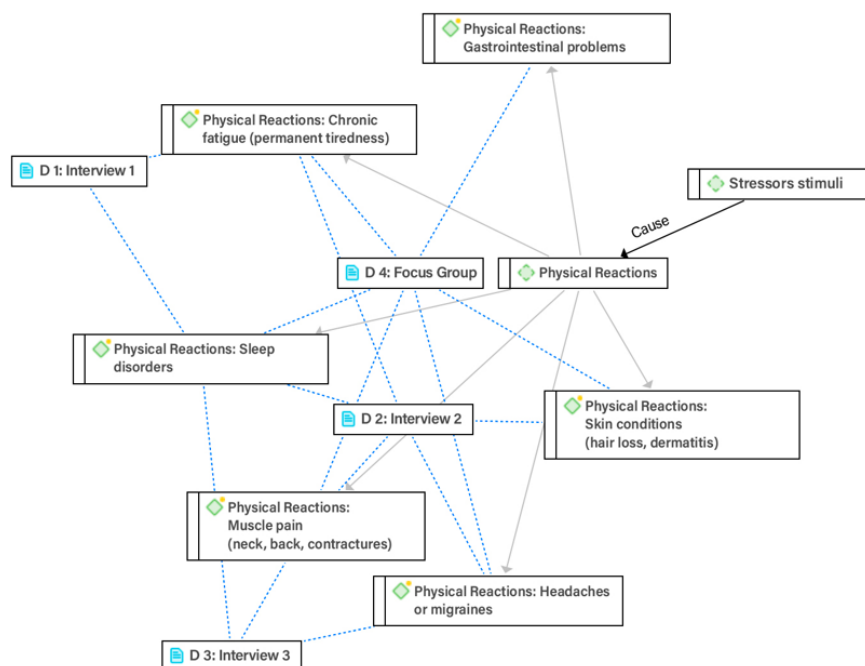 Physical Reactions:
Gastrointestinal problems
Physical Reactions: Chronic
fatigue (permanent tiredness)
D 1: Interview 1
Stressors stimuli
Cause
D 4: Focus Group
Physical Reactions
Physical Reactions: Sleep
disorders
D 2: Interview 2
Physical Reactions:
Skin conditions
(hair loss, dermatitis)
Physical Reactions:
Muscle pain
(neck, back, contractures)
Physical Reactions: Headaches
or migraines
D 3: Interview 3